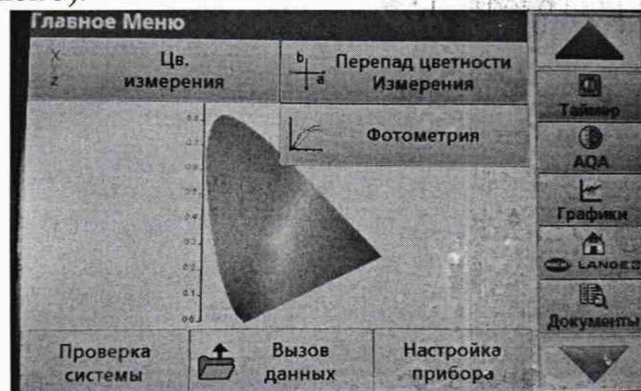 Главное Меню
X
Z
Цв.
измерения
b
a
Перепад цветности
Измерения
Фотометрия
Таймер
AQA
Графики
LANGE
Документы
Проверка
системы
Вызов
данных
Настройка
прибора